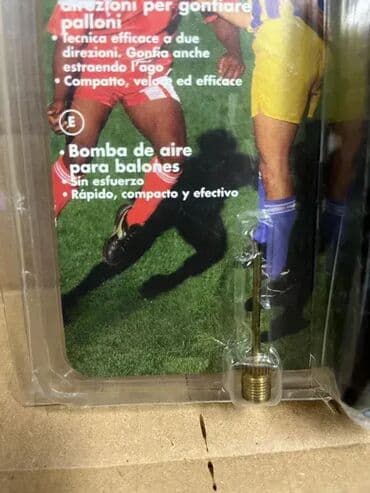 direzioni per gonfiare
palloni
• Tecnica efficace a due
direzioni. Gonfia anche
estraendo l'ago
• Compatto, veloce ed efficace
E
• Bomba de aire
para balones
• Sin esfuerzo
• Rápido, compacto y efectivo